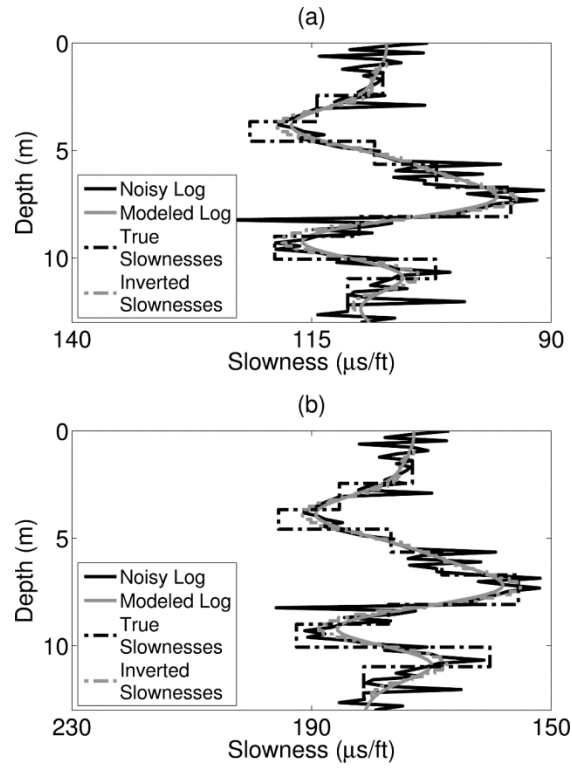 (a)
0
5
10
Depth (m)
Noisy Log
Modeled Log
True
Slownesses
Inverted
Slownesses
140
115
90
Slowness (μs/ft)
(b)
0
5
10
Depth (m)
Noisy Log
Modeled Log
True
Slownesses
Inverted
Slownesses
230
190
150
Slowness (μs/ft)